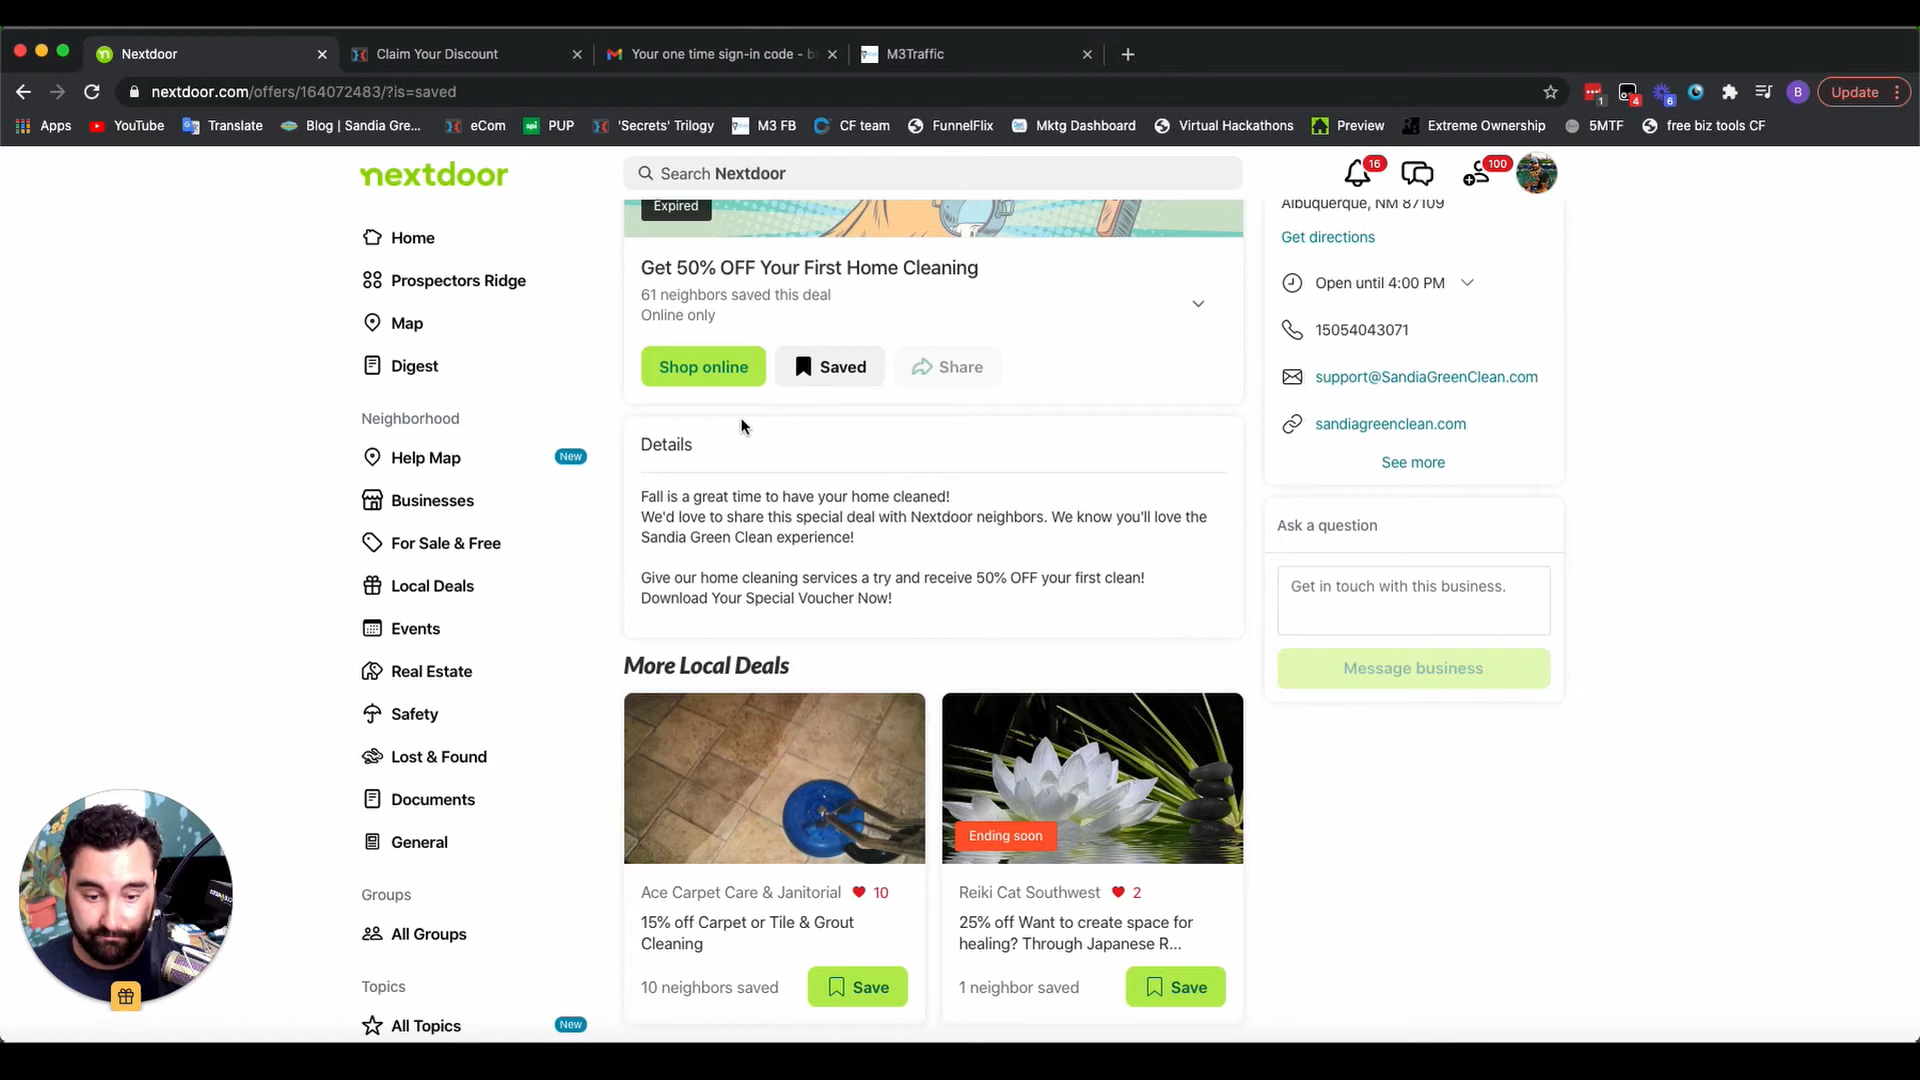 Nextdoor
Claim Your Discount
Your one time sign-in code - b
M3Traffic
nextdoor.com/offers/164072483/?is=saved
1
4
6
B
Update
Apps
YouTube
Translate
Blog | Sandia Gre...
eCom
PUP
'Secrets' Trilogy
M3 FB
CF team
FunnelFlix
Mktg Dashboard
Virtual Hackathons
Preview
Extreme Ownership
5MTF
free biz tools CF
nextdoor
Search Nextdoor
16
100
Home
Prospectors Ridge
Map
Digest
Neighborhood
Help Map
New
Businesses
For Sale & Free
Local Deals
Events
Real Estate
Safety
Lost & Found
Documents
General
Groups
All Groups
Topics
All Topics
New
Expired
Get 50% OFF Your First Home Cleaning
61 neighbors saved this deal
Online only
Shop online
Saved
Share
Details
Fall is a great time to have your home cleaned!
We'd love to share this special deal with Nextdoor neighbors. We know you'll love the
Sandia Green Clean experience!
Give our home cleaning services a try and receive 50% OFF your first clean!
Download Your Special Voucher Now!
More Local Deals
Ace Carpet Care & Janitorial
10
15% off Carpet or Tile & Grout
Cleaning
10 neighbors saved
Save
Ending soon
Reiki Cat Southwest
2
25% off Want to create space for
healing? Through Japanese R...
1 neighbor saved
Save
Albuquerque, NM 87109
Get directions
Open until 4:00 PM
15054043071
support@SandiaGreenClean.com
sandiagreenclean.com
See more
Ask a question
Get in touch with this business.
Message business